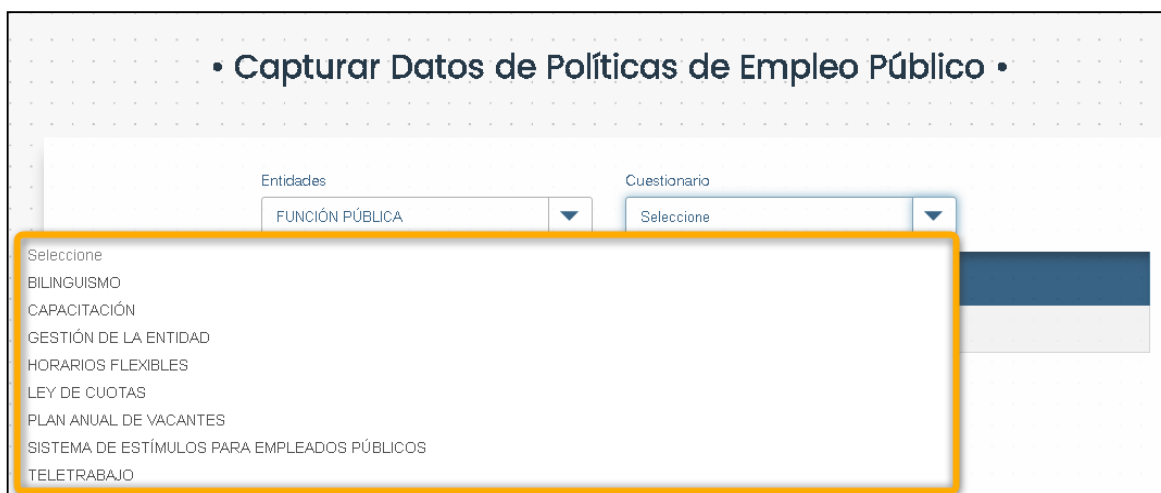 • Capturar Datos de Políticas de Empleo Público •
Entidades
Cuestionario
FUNCIÓN PÚBLICA
Seleccione
Seleccione
BILINGUISMO
CAPACITACIÓN
GESTIÓN DE LA ENTIDAD
HORARIOS FLEXIBLES
LEY DE CUOTAS
PLAN ANUAL DE VACANTES
SISTEMA DE ESTÍMULOS PARA EMPLEADOS PÚBLICOS
TELETRABAJO